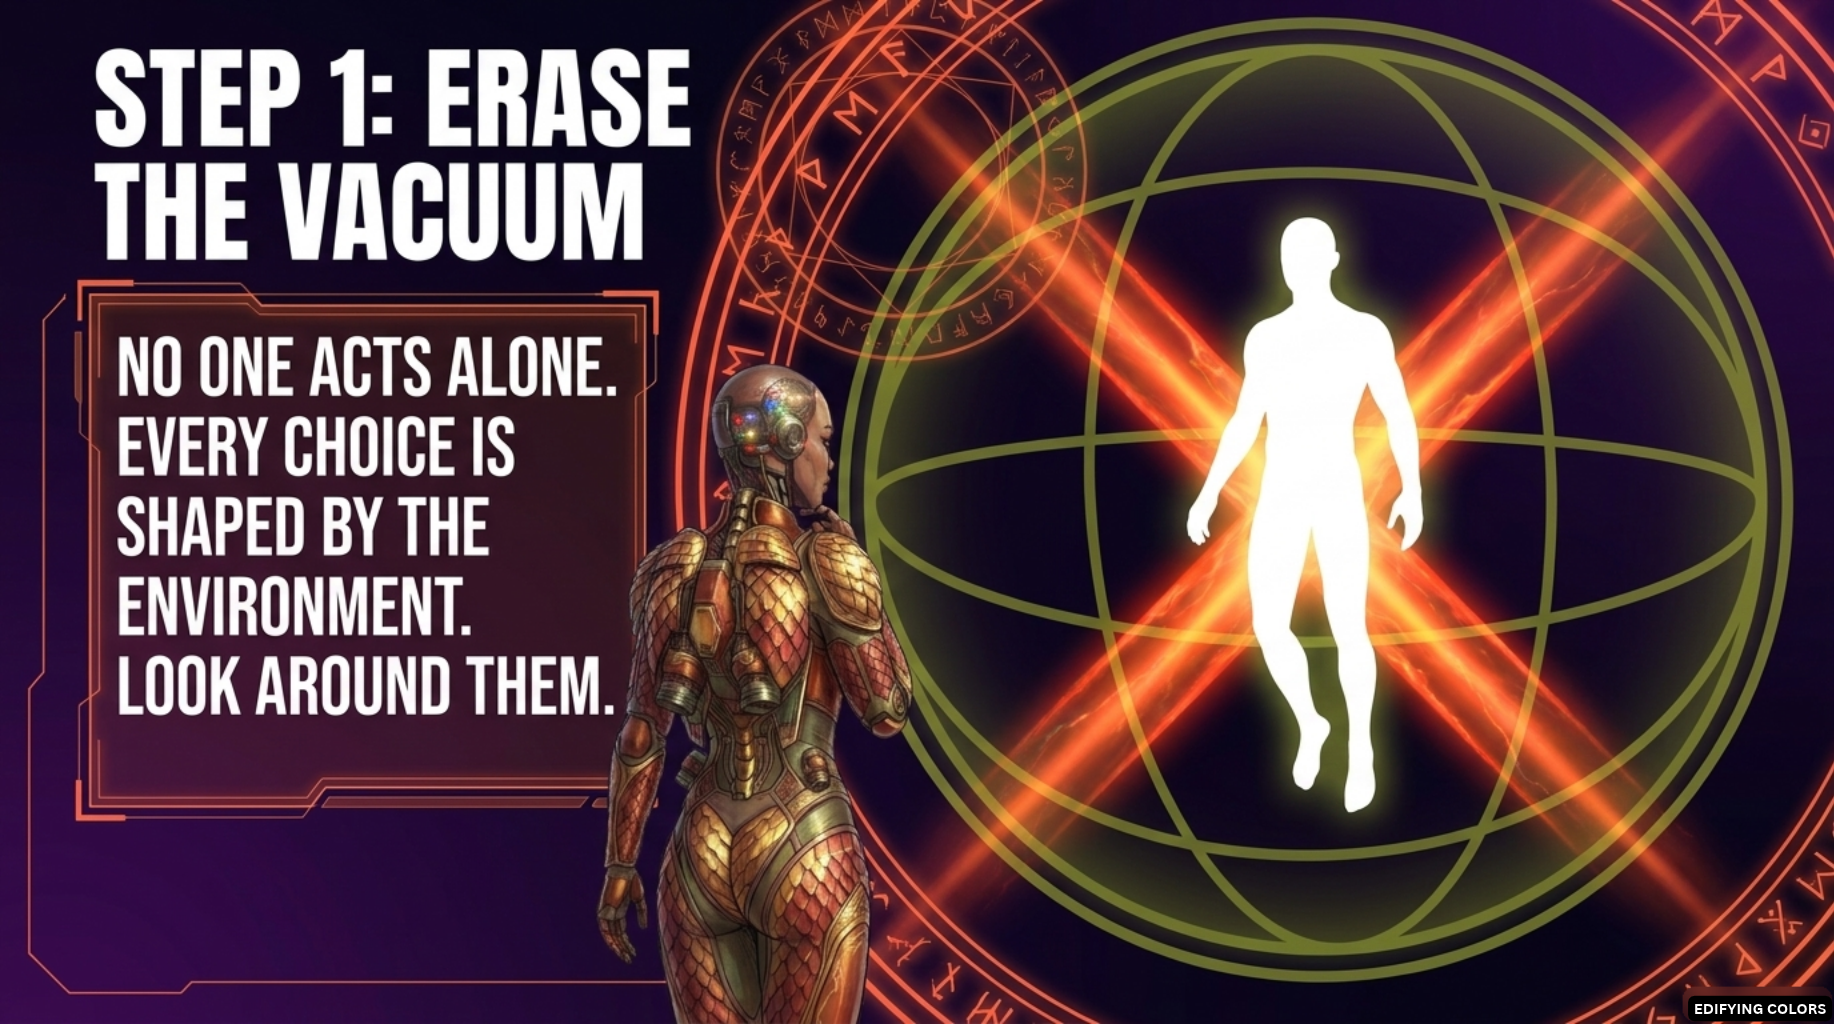 STEP 1: ERASE
THE VACUUM
NO ONE ACTS ALONE.
EVERY CHOICE IS
SHAPED BY THE
ENVIRONMENT.
LOOK AROUND THEM.
EDIFYING COLORS